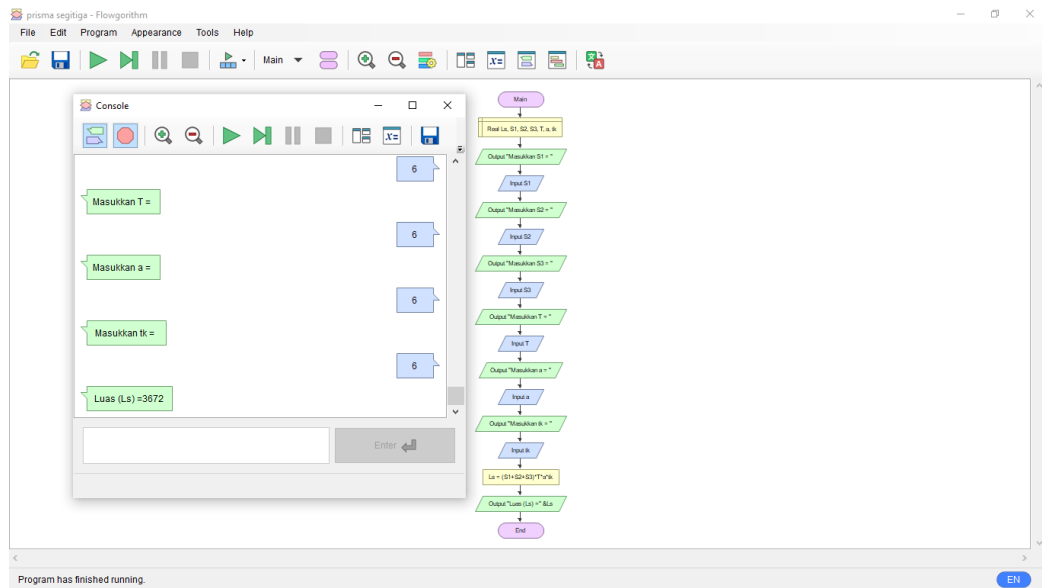 prisma segitiga - Flowgorithm
File Edit Program Appearance Tools Help
Main
Console
6
Masukkan T =
6
Masukkan a =
6
Masukkan tk =
6
Luas (Ls) =3672
Enter
Main
Real Ls, S1, S2, S3, T, a, tk
Output "Masukkan S1 = "
Input S1
Output "Masukkan S2 = "
Input S2
Output "Masukkan S3 = "
Input S3
Output "Masukkan T = "
Input T
Output "Masukkan a = "
Input a
Output "Masukkan tk = "
Input tk
Ls = (S1+S2+S3)*T*a*tk
Output "Luas (Ls) =" &Ls
End
Program has finished running.
EN